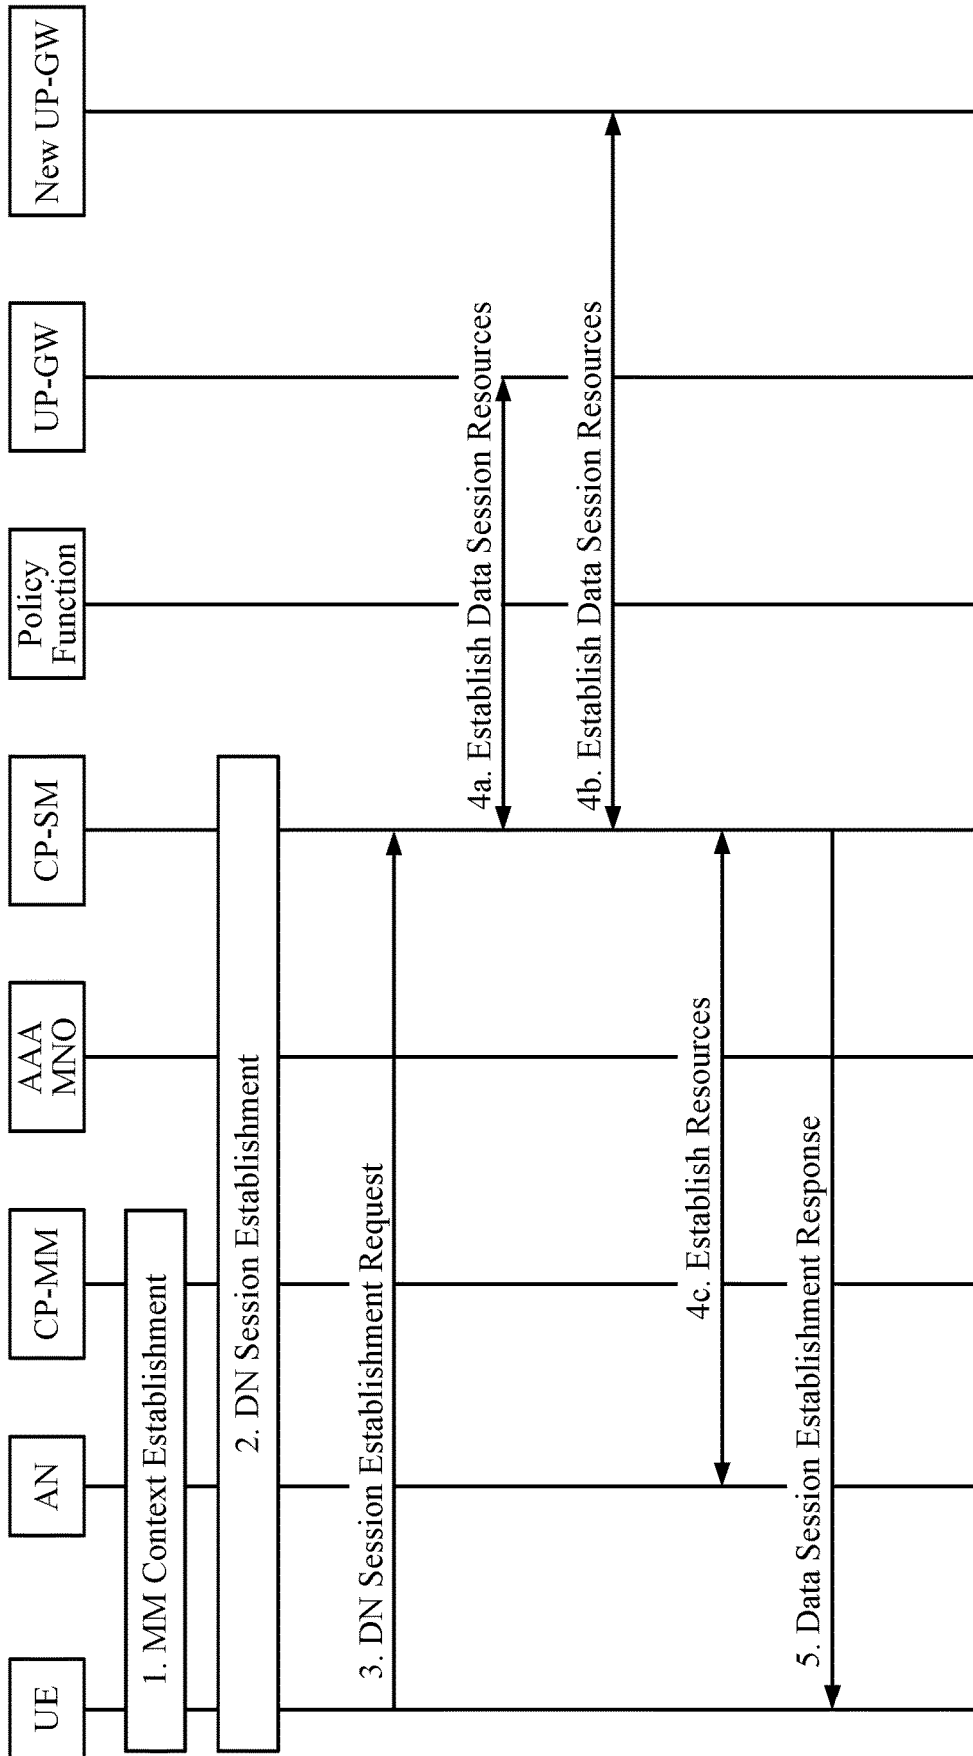 UE
AN
CP-MM
AAA
MNO
CP-SM
Policy
Function
UP-GW
New UP-GW
1. MM Context Establishment
2. DN Session Establishment
3. DN Session Establishment Request
4a. Establish Data Session Resources
4b. Establish Data Session Resources
4c. Establish Resources
5. Data Session Establishment Response